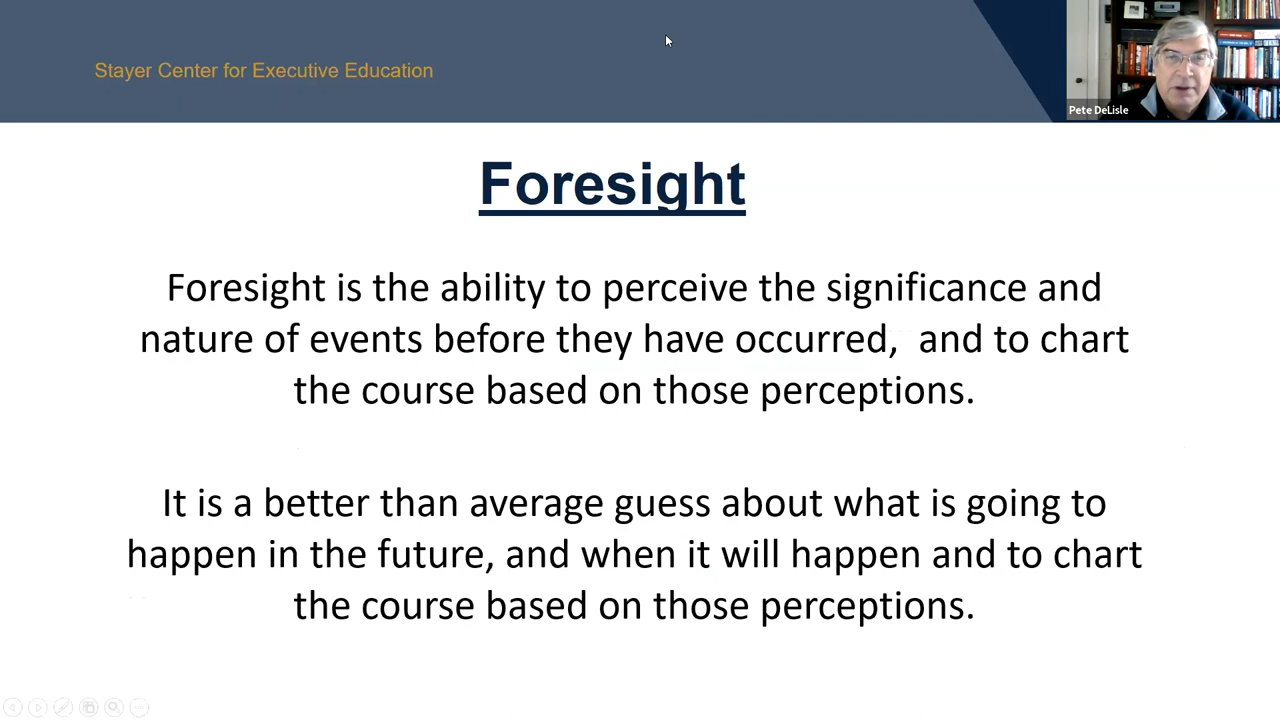 Stayer Center for Executive Education
Pete DeLisle
Foresight
Foresight is the ability to perceive the significance and
nature of events before they have occurred,  and to chart
the course based on those perceptions.
It is a better than average guess about what is going to
happen in the future, and when it will happen and to chart
the course based on those perceptions.